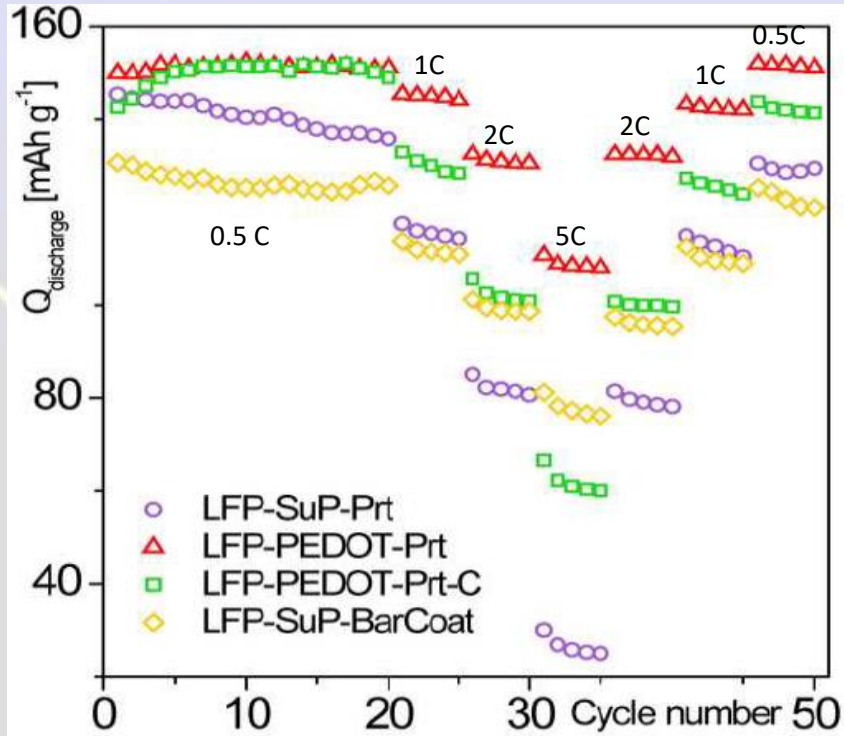 160
0.5C
1C
1C
2C
2C
Q discharge [mAh g⁻¹]
0.5 C
5C
80
LFP-SuP-Prt
LFP-PEDOT-Prt
LFP-PEDOT-Prt-C
LFP-SuP-BarCoat
40
0 10 20 30 Cycle number 50